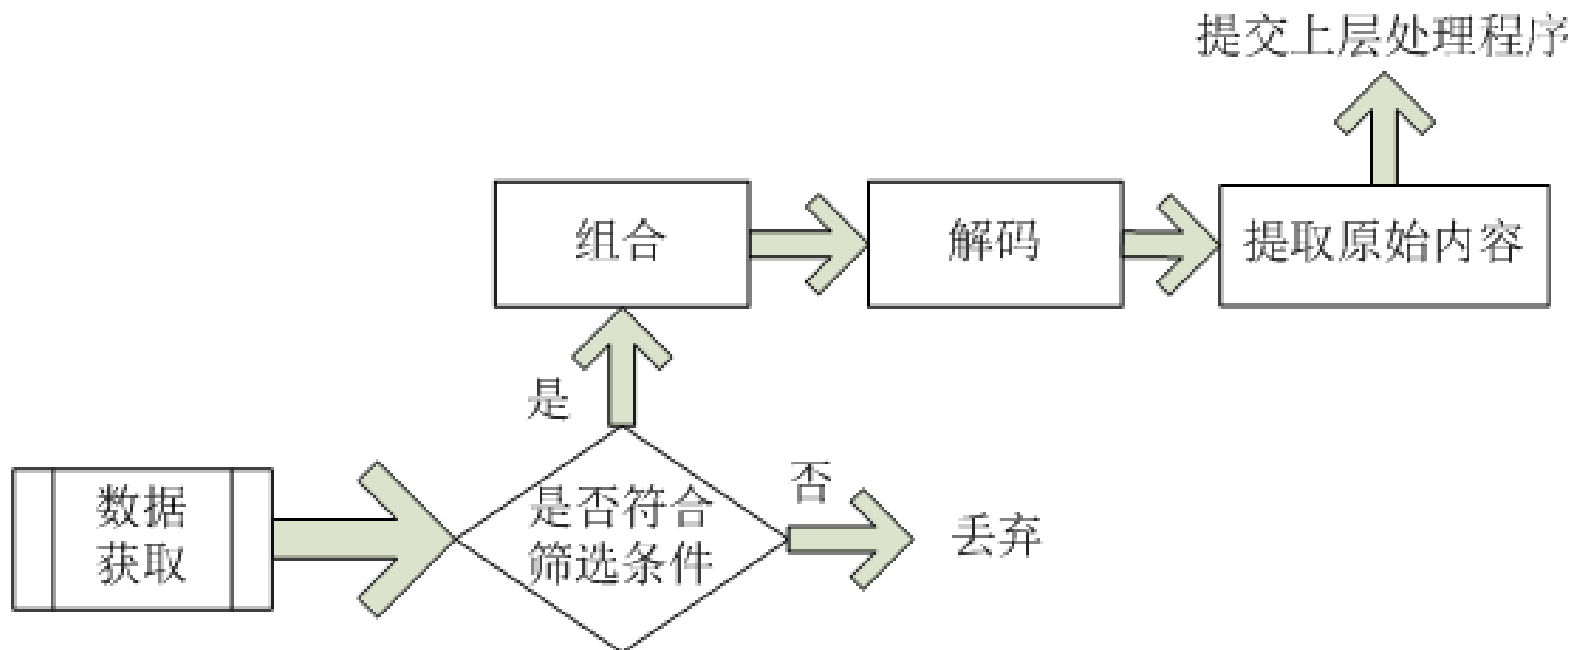 提交上层处理程序
组合
解码
提取原始内容
是
数据
获取
是否符合
筛选条件
否
丢弃